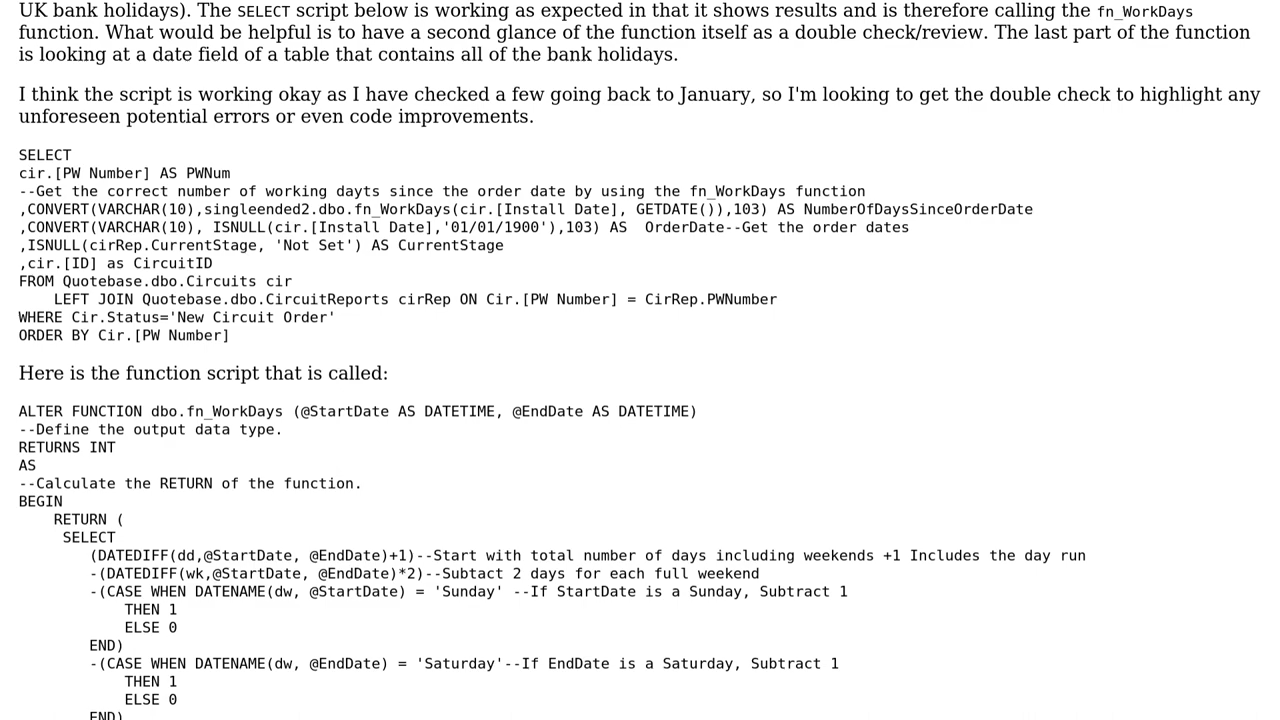 UK bank holidays). The SELECT script below is working as expected in that it shows results and is therefore calling the fn_WorkDays
function. What would be helpful is to have a second glance of the function itself as a double check/review. The last part of the function
is looking at a date field of a table that contains all of the bank holidays.
I think the script is working okay as I have checked a few going back to January, so I'm looking to get the double check to highlight any
unforeseen potential errors or even code improvements.
SELECT
cir.[PW Number] AS PWNum
--Get the correct number of working dayts since the order date by using the fn_WorkDays function
,CONVERT(VARCHAR(10),singleended2.dbo.fn_WorkDays(cir.[Install Date], GETDATE()),103) AS NumberOfDaysSinceOrderDate
,CONVERT(VARCHAR(10), ISNULL(cir.[Install Date],'01/01/1900'),103) AS  OrderDate--Get the order dates
,ISNULL(cirRep.CurrentStage, 'Not Set') AS CurrentStage
,cir.[ID] as CircuitID
FROM Quotebase.dbo.Circuits cir
    LEFT JOIN Quotebase.dbo.CircuitReports cirRep ON Cir.[PW Number] = CirRep.PWNumber
WHERE Cir.Status='New Circuit Order'
ORDER BY Cir.[PW Number]
Here is the function script that is called:
ALTER FUNCTION dbo.fn_WorkDays (@StartDate AS DATETIME, @EndDate AS DATETIME)
--Define the output data type.
RETURNS INT
AS
--Calculate the RETURN of the function.
BEGIN
    RETURN (
     SELECT
        (DATEDIFF(dd,@StartDate, @EndDate)+1)--Start with total number of days including weekends +1 Includes the day run
        -(DATEDIFF(wk,@StartDate, @EndDate)*2)--Subtact 2 days for each full weekend
        -(CASE WHEN DATENAME(dw, @StartDate) = 'Sunday' --If StartDate is a Sunday, Subtract 1
            THEN 1
            ELSE 0
        END)
        -(CASE WHEN DATENAME(dw, @EndDate) = 'Saturday'--If EndDate is a Saturday, Subtract 1
            THEN 1
            ELSE 0
        END)